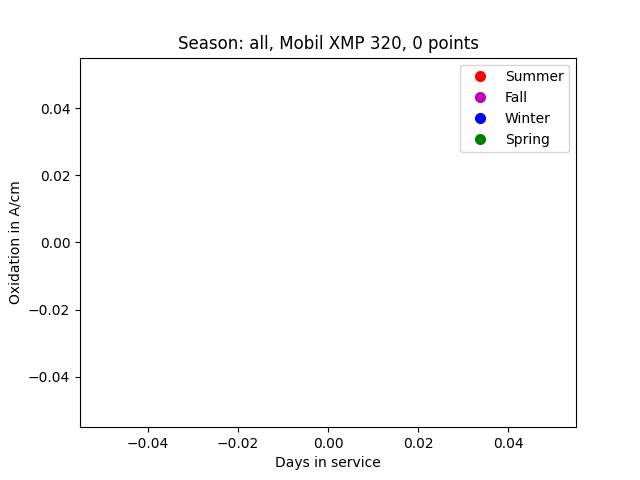 Season: all, Mobil XMP 320, 0 points
Summer
Fall
Winter
Spring
Oxidation in A/cm
0.04
0.02
0.00
−0.02
−0.04
−0.04 −0.02 0.00 0.02 0.04
Days in service